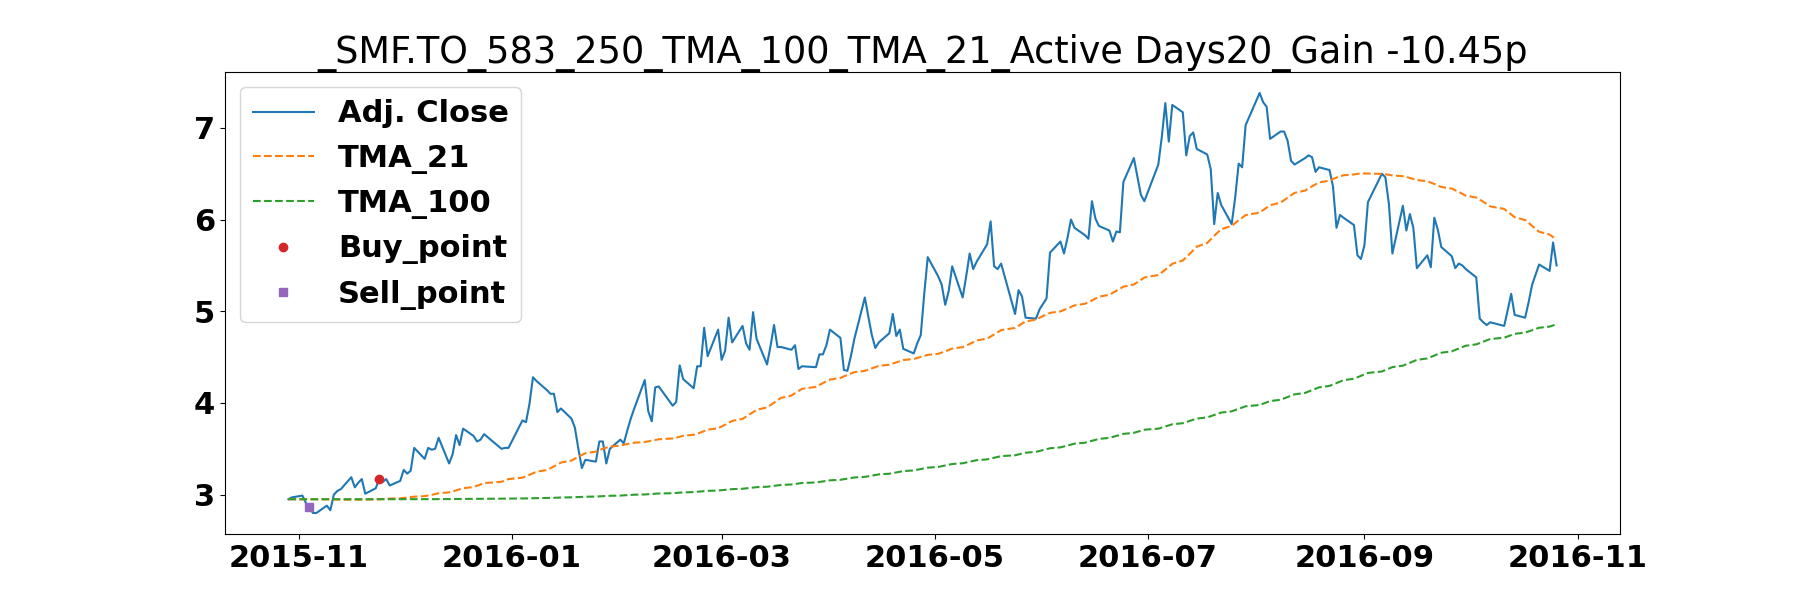 _SMF.TO_583_250_TMA_100_TMA_21_Active Days20_Gain -10.45p
Adj. Close
TMA_21
TMA_100
Buy_point
Sell_point
7
6
5
4
3
2015-11 2016-01 2016-03 2016-05 2016-07 2016-09 2016-11